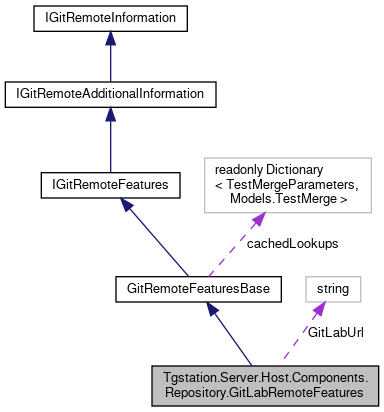 IGitRemoteInformation
IGitRemoteAdditionalInformation
IGitRemoteFeatures
readonly Dictionary
< TestMergeParameters,
Models.TestMerge >
cachedLookups
GitRemoteFeaturesBase
string
GitLabUrl
Tgstation.Server.Host.Components.
Repository.GitLabRemoteFeatures